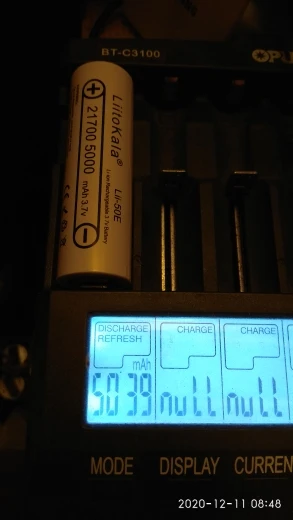 BT-C3100
OPU
LiitoKala®
Lii-50E
21700 5000 mAh 3.7v
Li-ion Rechargeable 3.7v Battery
DISCHARGE CHARGE CHARGE
REFRESH
mAh
5039 null null
MODE DISPLAY CURREN
2020-12-11 08:48